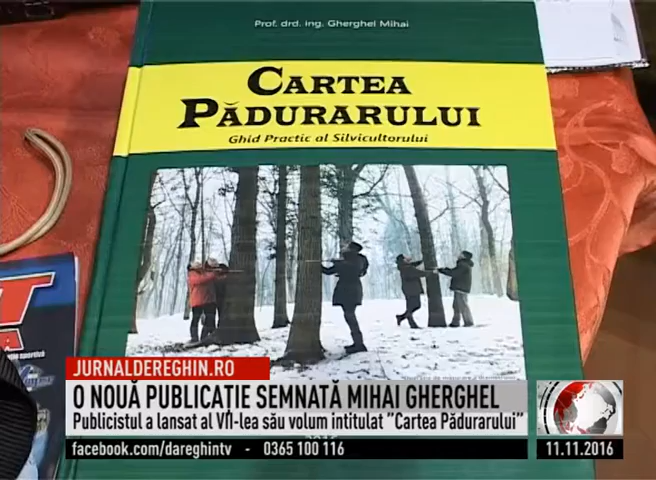 Prof. drd. ing. Gherghel Mihai
CARTEA
PĂDURARULUI
Ghid Practic al Silvicultorului
JURNALDEREGHIN.RO
O NOUĂ PUBLICAȚIE SEMNATĂ MIHAI GHERGHEL
Publicistul a lansat al VII-lea său volum intitulat "Cartea Pădurarului"
facebook.com/dareghintv - 0365 100 116
11.11.2016